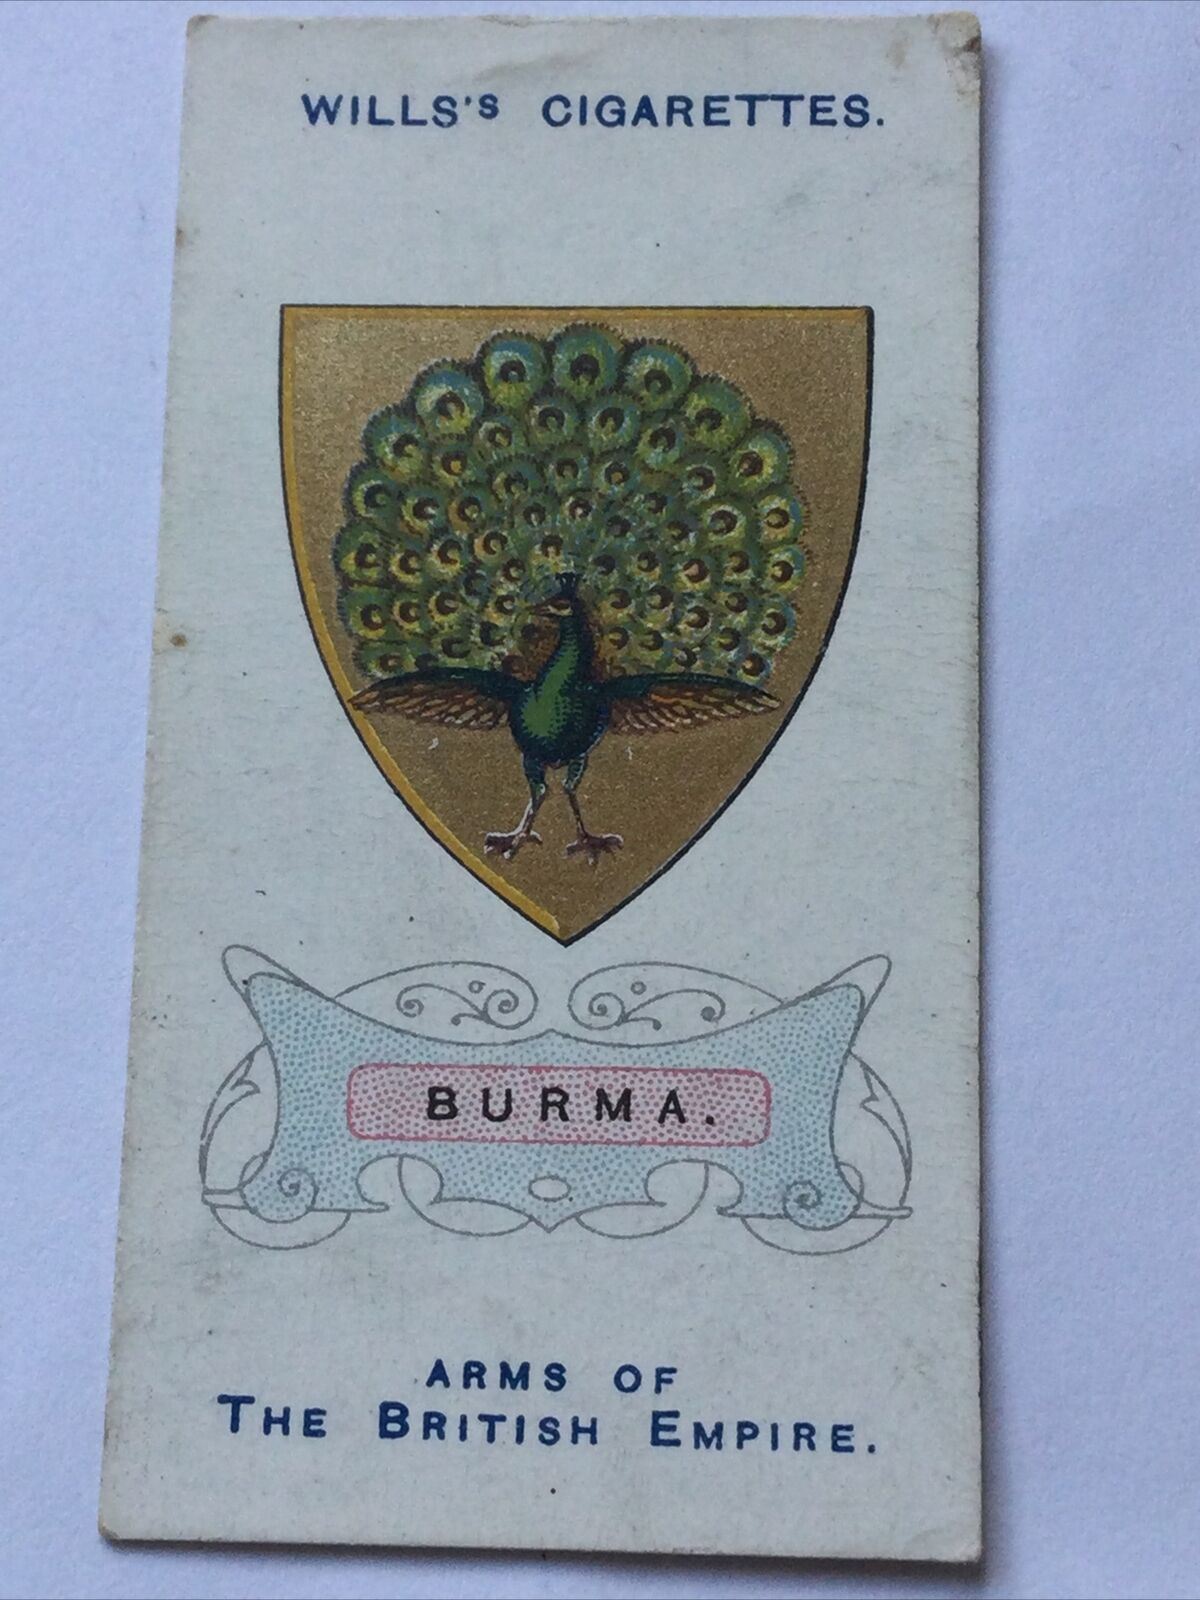 WILLS'S CIGARETTES.
BURMA.
ARMS OF
THE BRITISH EMPIRE.